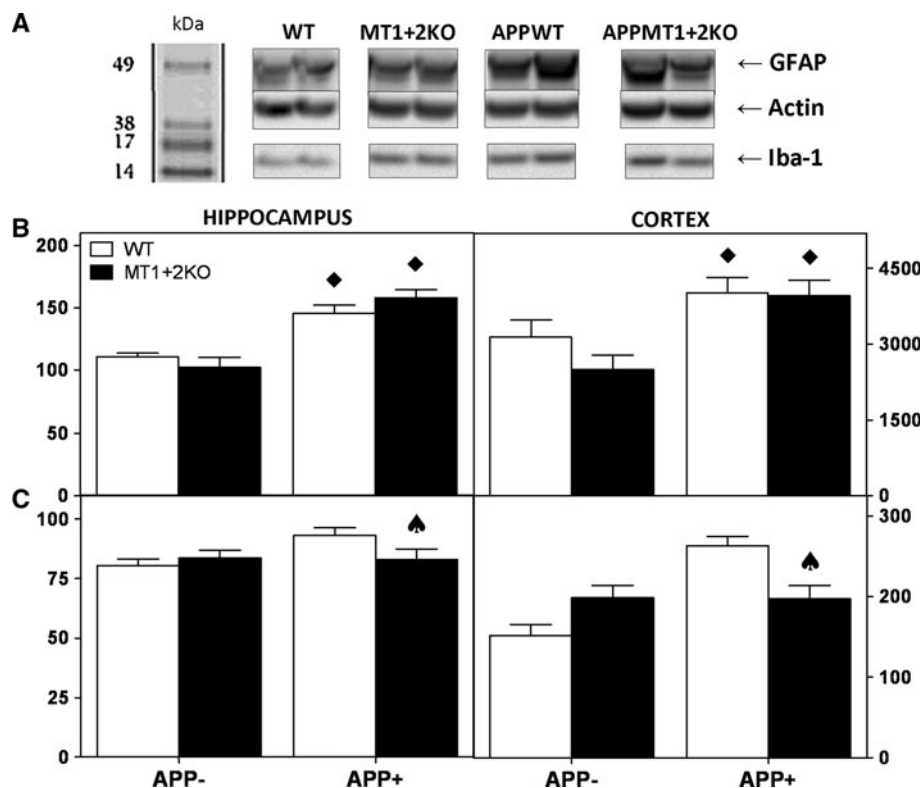 A
kDa
WT MT1+2KO APPWT APPMT1+2KO
49
← GFAP
← Actin
38
17
← Iba-1
14
HIPPOCAMPUS CORTEX
B
200
WT
MT1+2KO
4500
150
3000
100
1500
50
0 0
C
100
300
75
200
50
100
25
0 0
APP- APP+ APP- APP+